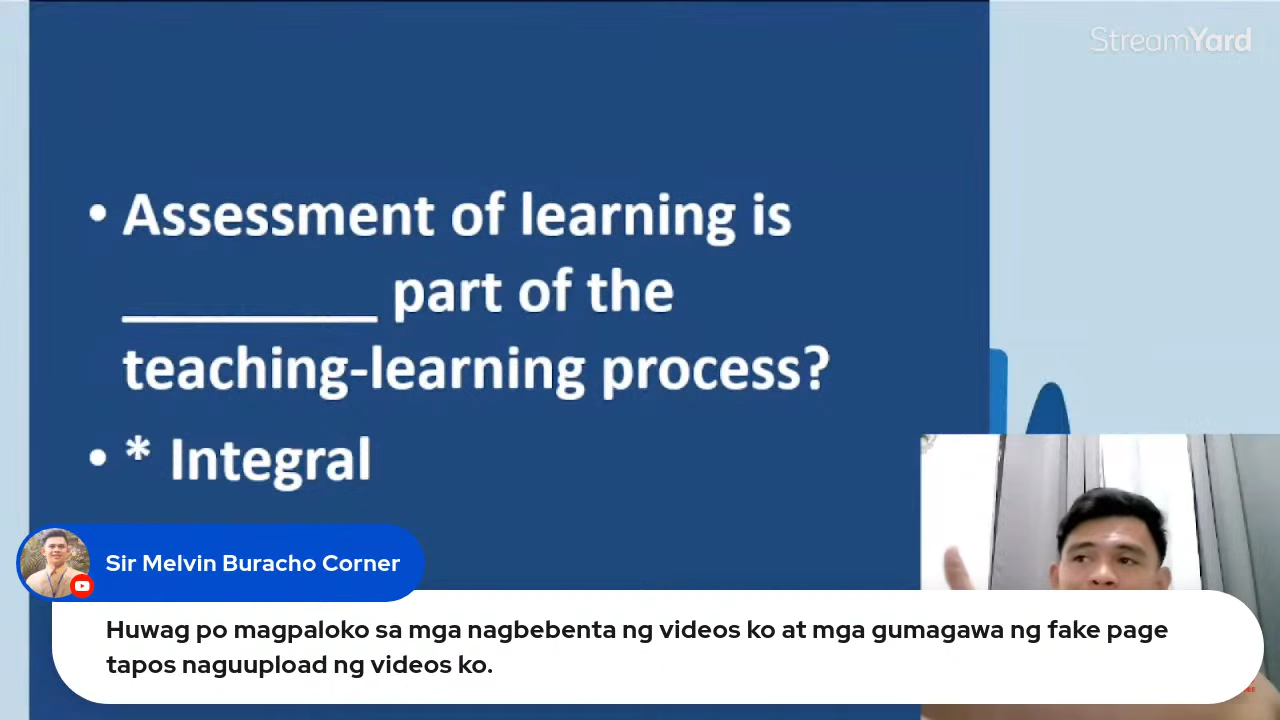 StreamYard
• Assessment of learning is
_________ part of the
teaching-learning process?
• * Integral
Sir Melvin Buracho Corner
Huwag po magpaloko sa mga nagbebenta ng videos ko at mga gumagawa ng fake page
tapos naguupload ng videos ko.